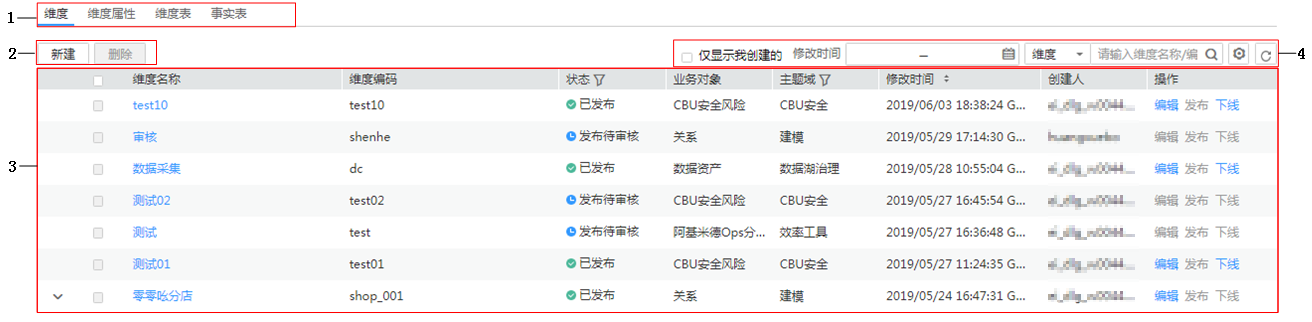 1 维度 维度属性 维度表 事实表
2 新建 删除 仅显示我创建的 修改时间 – 维度 请输入维度名称/编 4
维度名称 维度编码 状态 业务对象 主题域 修改时间 创建人 操作
test10 test10 已发布 CBU安全风险 CBU安全 2019/06/03 18:38:24 G... 编辑 发布 下线
审核 shenhe 发布待审核 关系 建模 2019/05/29 17:14:30 G... 编辑 发布 下线
3 数据采集 dc 已发布 数据资产 数据湖治理 2019/05/28 10:55:04 G... 编辑 发布 下线
测试02 test02 发布待审核 CBU安全风险 CBU安全 2019/05/27 16:45:54 G... 编辑 发布 下线
测试 test 发布待审核 阿基米德Ops分... 效率工具 2019/05/27 16:36:48 G... 编辑 发布 下线
测试01 test01 已发布 CBU安全风险 CBU安全 2019/05/27 11:24:35 G... 编辑 发布 下线
零零吃分店 shop_001 已发布 关系 建模 2019/05/24 16:47:31 G... 编辑 发布 下线